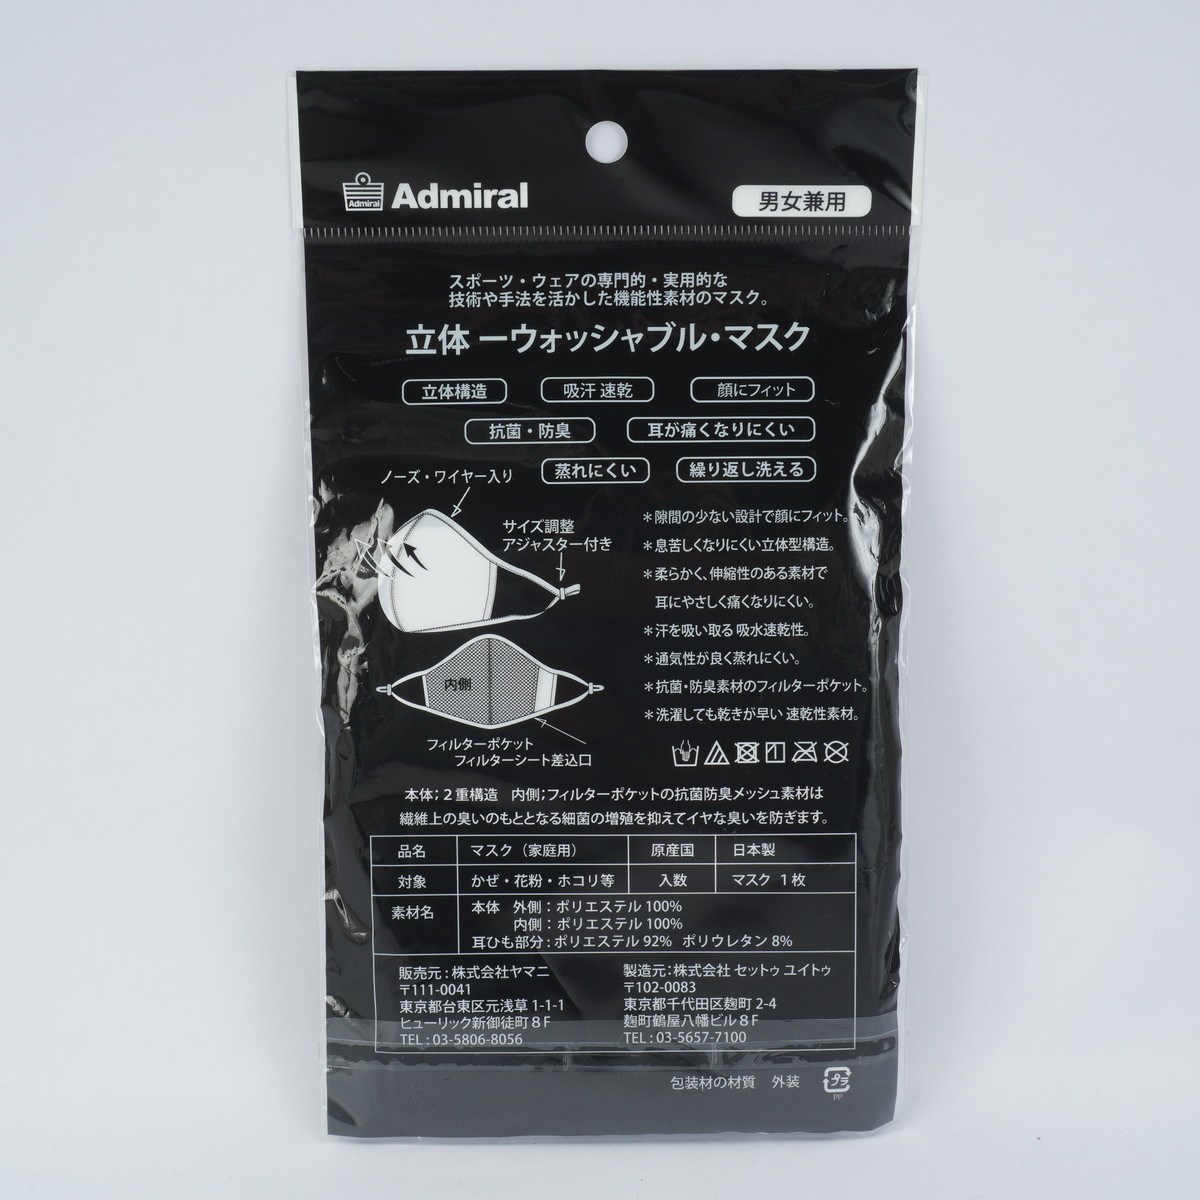 Admiral
Admiral
男女兼用
スポーツ・ウェアの専門的・実用的な
技術や手法を活かした機能性素材のマスク。
立体 ーウォッシャブル・マスク
立体構造
吸汗 速乾
顔にフィット
抗菌・防臭
耳が痛くなりにくい
蒸れにくい
繰り返し洗える
ノーズ・ワイヤー入り
サイズ調整
アジャスター付き
内側
フィルターポケット
フィルターシート差込口
＊隙間の少ない設計で顔にフィット。
＊息苦しくなりにくい立体型構造。
＊柔らかく、伸縮性のある素材で
耳にやさしく痛くなりにくい。
＊汗を吸い取る 吸水速乾性。
＊通気性が良く蒸れにくい。
＊抗菌・防臭素材のフィルターポケット。
＊洗濯しても乾きが早い 速乾性素材。
本体；２重構造　内側；フィルターポケットの抗菌防臭メッシュ素材は
繊維上の臭いのもととなる細菌の増殖を抑えてイヤな臭いを防ぎます。
品名 マスク（家庭用） 原産国 日本製
対象 かぜ・花粉・ホコリ等 入数 マスク １枚
素材名 本体　外側：ポリエステル 100%
内側：ポリエステル 100%
耳ひも部分：ポリエステル 92%　ポリウレタン 8%
販売元：株式会社ヤマニ
〒111-0041
東京都台東区元浅草 1-1-1
ヒューリック新御徒町８F
TEL：03-5806-8056
製造元：株式会社 セットゥ ユイトゥ
〒102-0083
東京都千代田区麹町 2-4
麹町鶴屋八幡ビル８F
TEL：03-5657-7100
包装材の材質　外装
プラ
PP